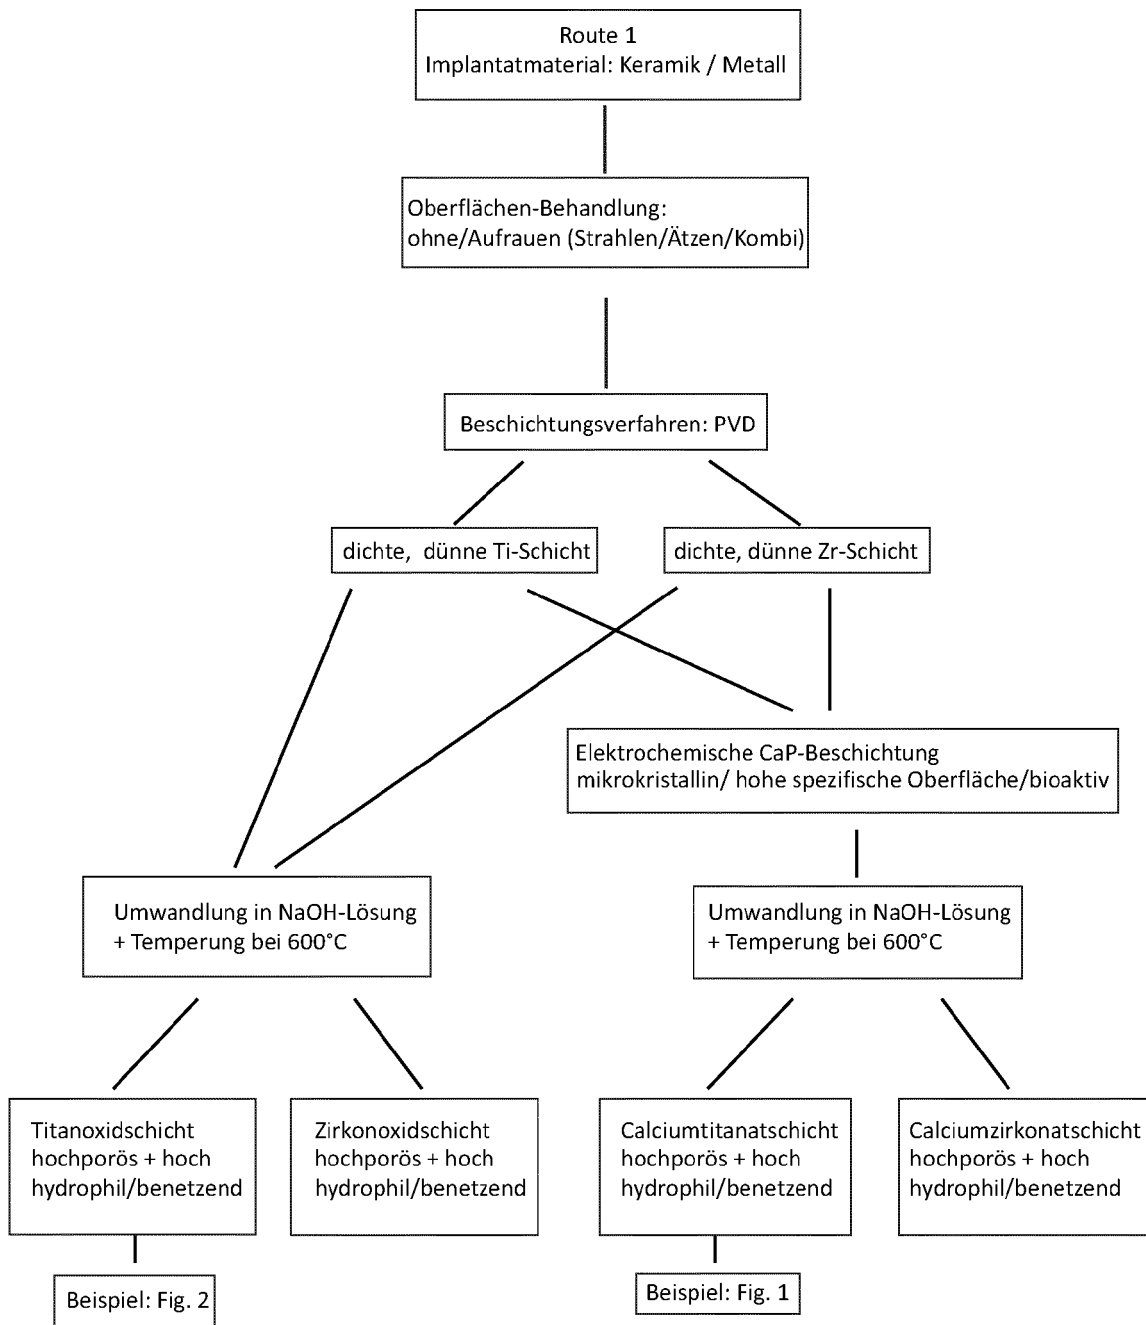 Route 1
Implantatmaterial: Keramik / Metall
Oberflächen-Behandlung:
ohne/Aufrauen (Strahlen/Ätzen/Kombi)
Beschichtungsverfahren: PVD
dichte, dünne Ti-Schicht
dichte, dünne Zr-Schicht
Elektrochemische CaP-Beschichtung
mikrokristallin/ hohe spezifische Oberfläche/bioaktiv
Umwandlung in NaOH-Lösung
+ Temperung bei 600°C
Umwandlung in NaOH-Lösung
+ Temperung bei 600°C
Titanoxidschicht
hochporös + hoch
hydrophil/benetzend
Zirkonoxidschicht
hochporös + hoch
hydrophil/benetzend
Calciumtitanatschicht
hochporös + hoch
hydrophil/benetzend
Calciumzirkonatschicht
hochporös + hoch
hydrophil/benetzend
Beispiel: Fig. 2
Beispiel: Fig. 1